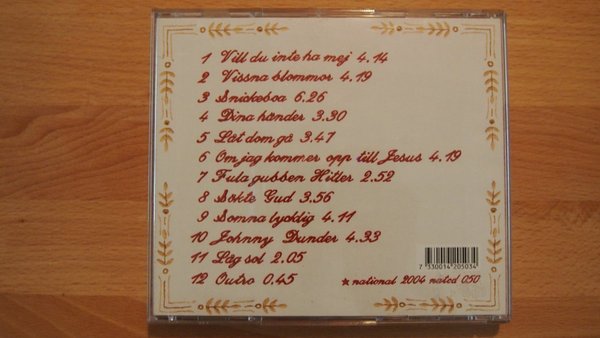 1 Vill du inte ha mej 4.14
2 Vissna blommor 4.19
3 Snickeboa 6.26
4 Dina händer 3.30
5 Låt dom gå 3.47
6 Om jag kommer opp till Jesus 4.19
7 Fula gubben Hitler 2.52
8 Sökte Gud 3.56
9 Somna lycklig 4.11
10 Johnny Dunder 4.33
11 Låg sol 2.05
12 Outro 0.45
7 330014 205034
national 2004 natcd 050